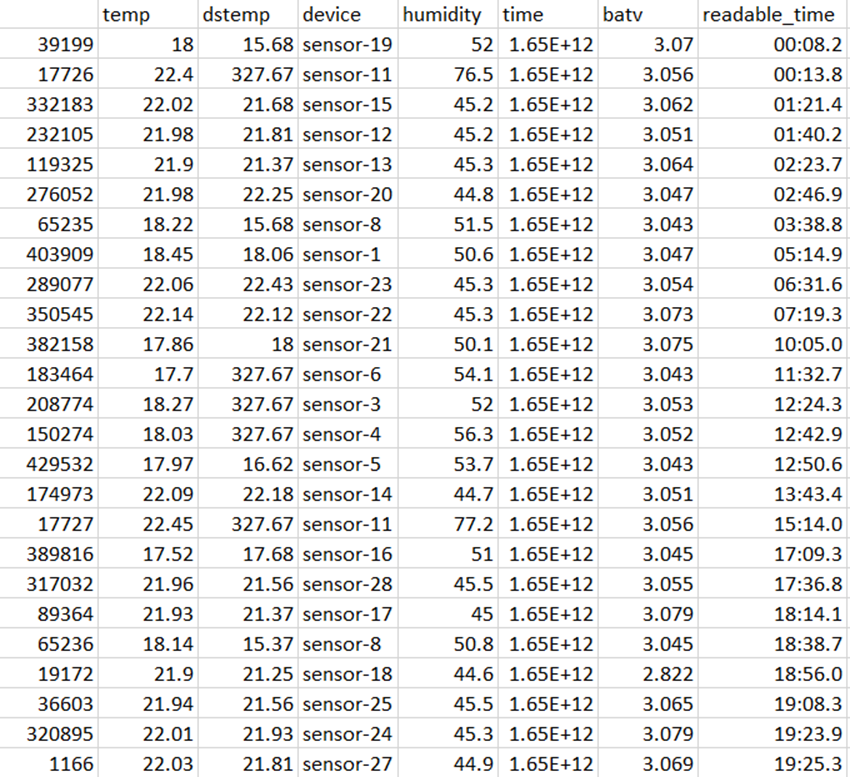 temp dstemp device humidity time batv readable_time
39199 18 15.68 sensor-19 52 1.65E+12 3.07 00:08.2
17726 22.4 327.67 sensor-11 76.5 1.65E+12 3.056 00:13.8
332183 22.02 21.68 sensor-15 45.2 1.65E+12 3.062 01:21.4
232105 21.98 21.81 sensor-12 45.2 1.65E+12 3.051 01:40.2
119325 21.9 21.37 sensor-13 45.3 1.65E+12 3.064 02:23.7
276052 21.98 22.25 sensor-20 44.8 1.65E+12 3.047 02:46.9
65235 18.22 15.68 sensor-8 51.5 1.65E+12 3.043 03:38.8
403909 18.45 18.06 sensor-1 50.6 1.65E+12 3.047 05:14.9
289077 22.06 22.43 sensor-23 45.3 1.65E+12 3.054 06:31.6
350545 22.14 22.12 sensor-22 45.3 1.65E+12 3.073 07:19.3
382158 17.86 18 sensor-21 50.1 1.65E+12 3.075 10:05.0
183464 17.7 327.67 sensor-6 54.1 1.65E+12 3.043 11:32.7
208774 18.27 327.67 sensor-3 52 1.65E+12 3.053 12:24.3
150274 18.03 327.67 sensor-4 56.3 1.65E+12 3.052 12:42.9
429532 17.97 16.62 sensor-5 53.7 1.65E+12 3.043 12:50.6
174973 22.09 22.18 sensor-14 44.7 1.65E+12 3.051 13:43.4
17727 22.45 327.67 sensor-11 77.2 1.65E+12 3.056 15:14.0
389816 17.52 17.68 sensor-16 51 1.65E+12 3.045 17:09.3
317032 21.96 21.56 sensor-28 45.5 1.65E+12 3.055 17:36.8
89364 21.93 21.37 sensor-17 45 1.65E+12 3.079 18:14.1
65236 18.14 15.37 sensor-8 50.8 1.65E+12 3.045 18:38.7
19172 21.9 21.25 sensor-18 44.6 1.65E+12 2.822 18:56.0
36603 21.94 21.56 sensor-25 45.5 1.65E+12 3.065 19:08.3
320895 22.01 21.93 sensor-24 45.3 1.65E+12 3.079 19:23.9
1166 22.03 21.81 sensor-27 44.9 1.65E+12 3.069 19:25.3